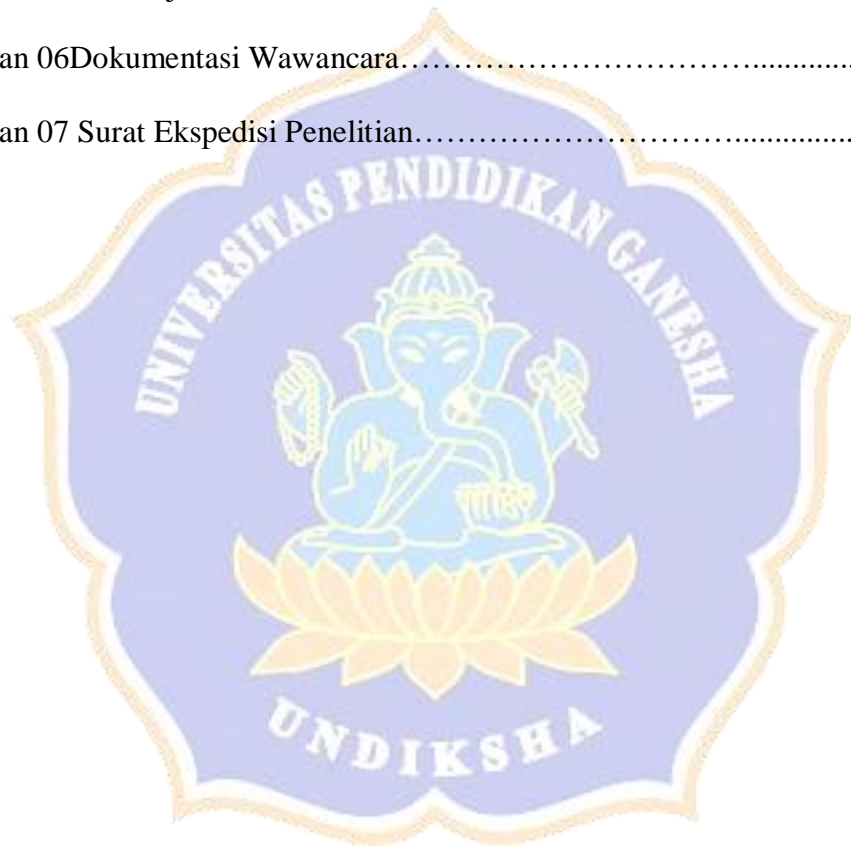 an 06Dokumentasi Wawancara……………………………..............
an 07 Surat Ekspedisi Penelitian…………………………...............
UNIVERSITAS PENDIDIKAN GANESHA
UNDIKSHA